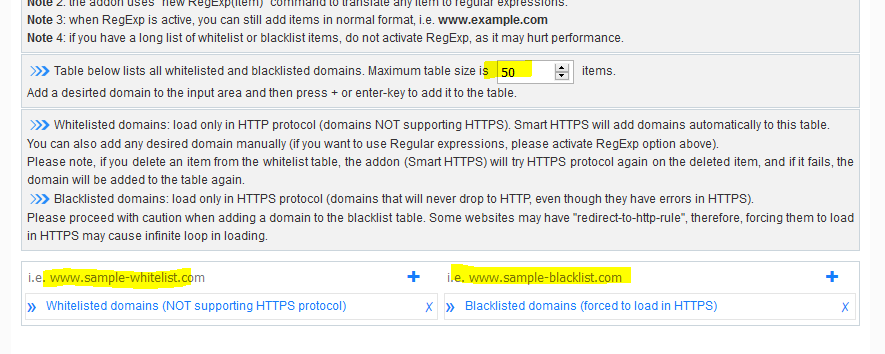 Note 2: the addon uses "new RegExp(item)" command to translate any item to regular expressions.
Note 3: when RegExp is active, you can still add items in normal format, i.e. www.example.com
Note 4: if you have a long list of whitelist or blacklist items, do not activate RegExp, as it may hurt performance.
Table below lists all whitelisted and blacklisted domains. Maximum table size is 50 items.
Add a desirted domain to the input area and then press + or enter-key to add it to the table.
Whitelisted domains: load only in HTTP protocol (domains NOT supporting HTTPS). Smart HTTPS will add domains automatically to this table.
You can also add any desired domain manually (if you want to use Regular expressions, please activate RegExp option above).
Please note, if you delete an item from the whitelist table, the addon (Smart HTTPS) will try HTTPS protocol again on the deleted item, and if it fails, the
domain will be added to the table again.
Blacklisted domains: load only in HTTPS protocol (domains that will never drop to HTTP, even though they have errors in HTTPS).
Please proceed with caution when adding a domain to the blacklist table. Some websites may have "redirect-to-http-rule", therefore, forcing them to load
in HTTPS may cause infinite loop in loading.
i.e. www.sample-whitelist.com + i.e. www.sample-blacklist.com +
» Whitelisted domains (NOT supporting HTTPS protocol) X » Blacklisted domains (forced to load in HTTPS) X